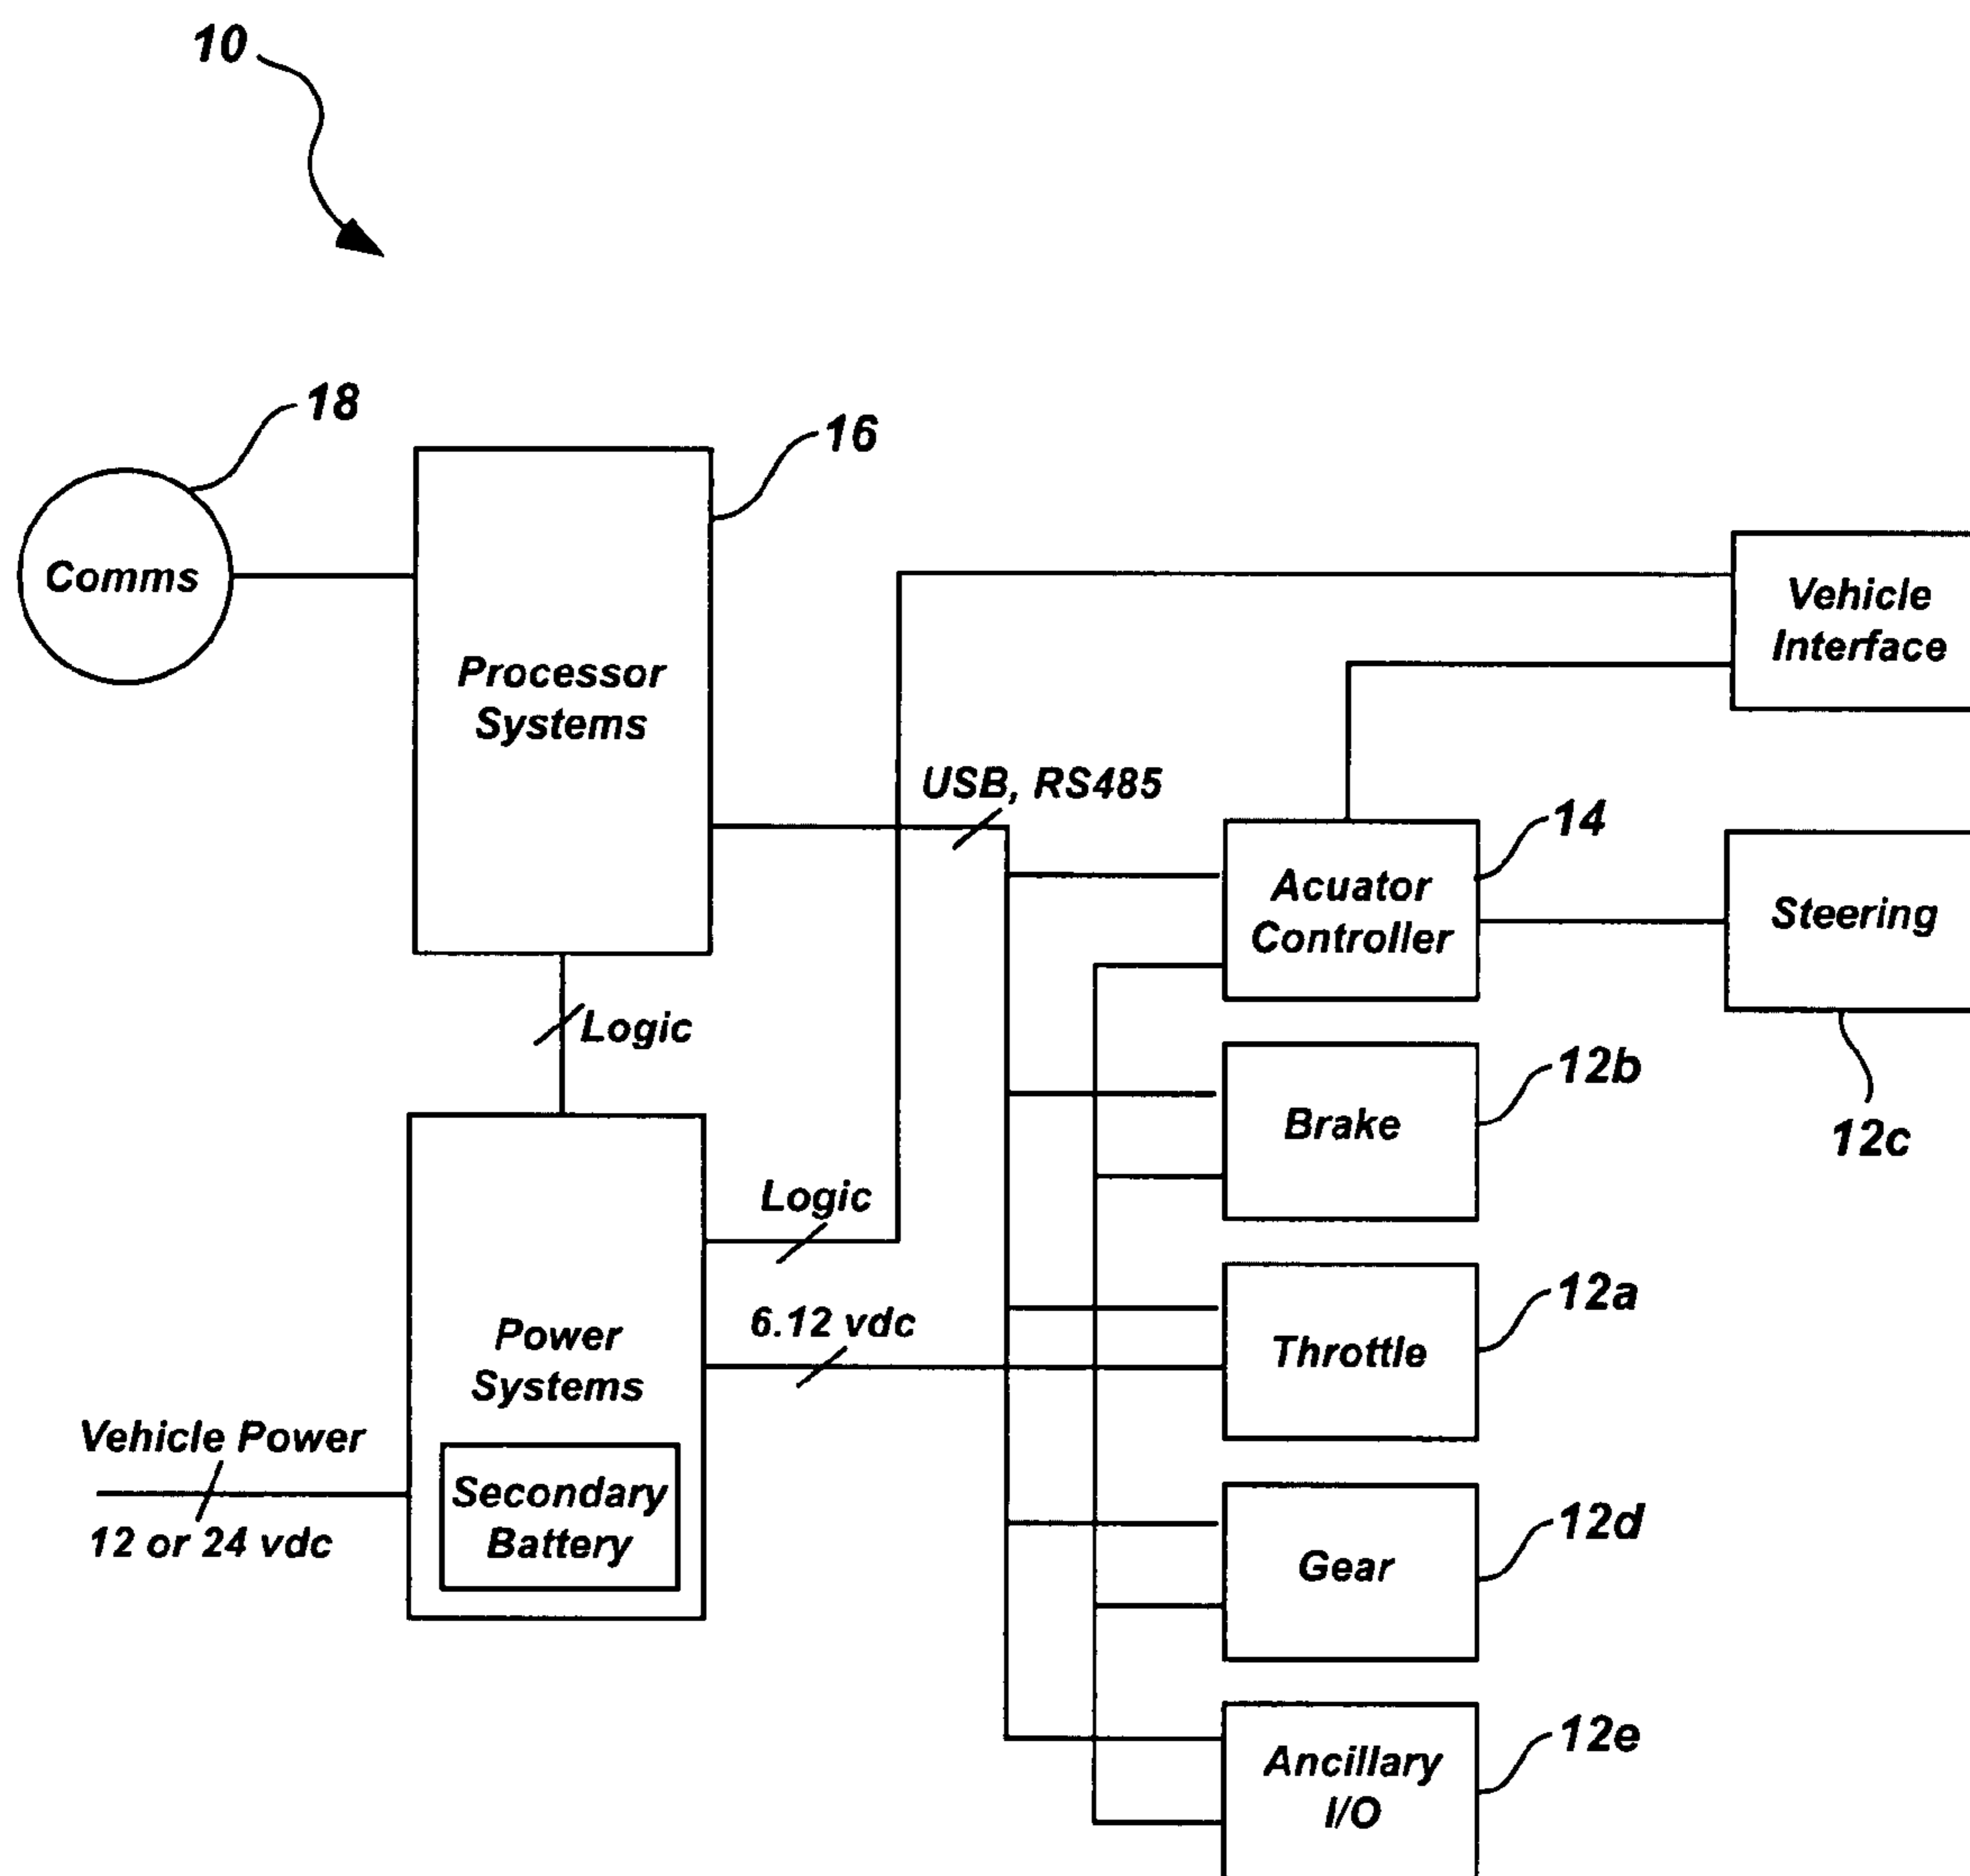 10
18
16
Comms
Processor
Systems
Vehicle
Interface
USB, RS485
14
Acuator
Controller
Steering
Logic
12b
Brake
12c
Logic
12a
6.12 vdc
Throttle
Power
Systems
Vehicle Power
12 or 24 vdc
Secondary
Battery
12d
Gear
12e
Ancillary
I/O